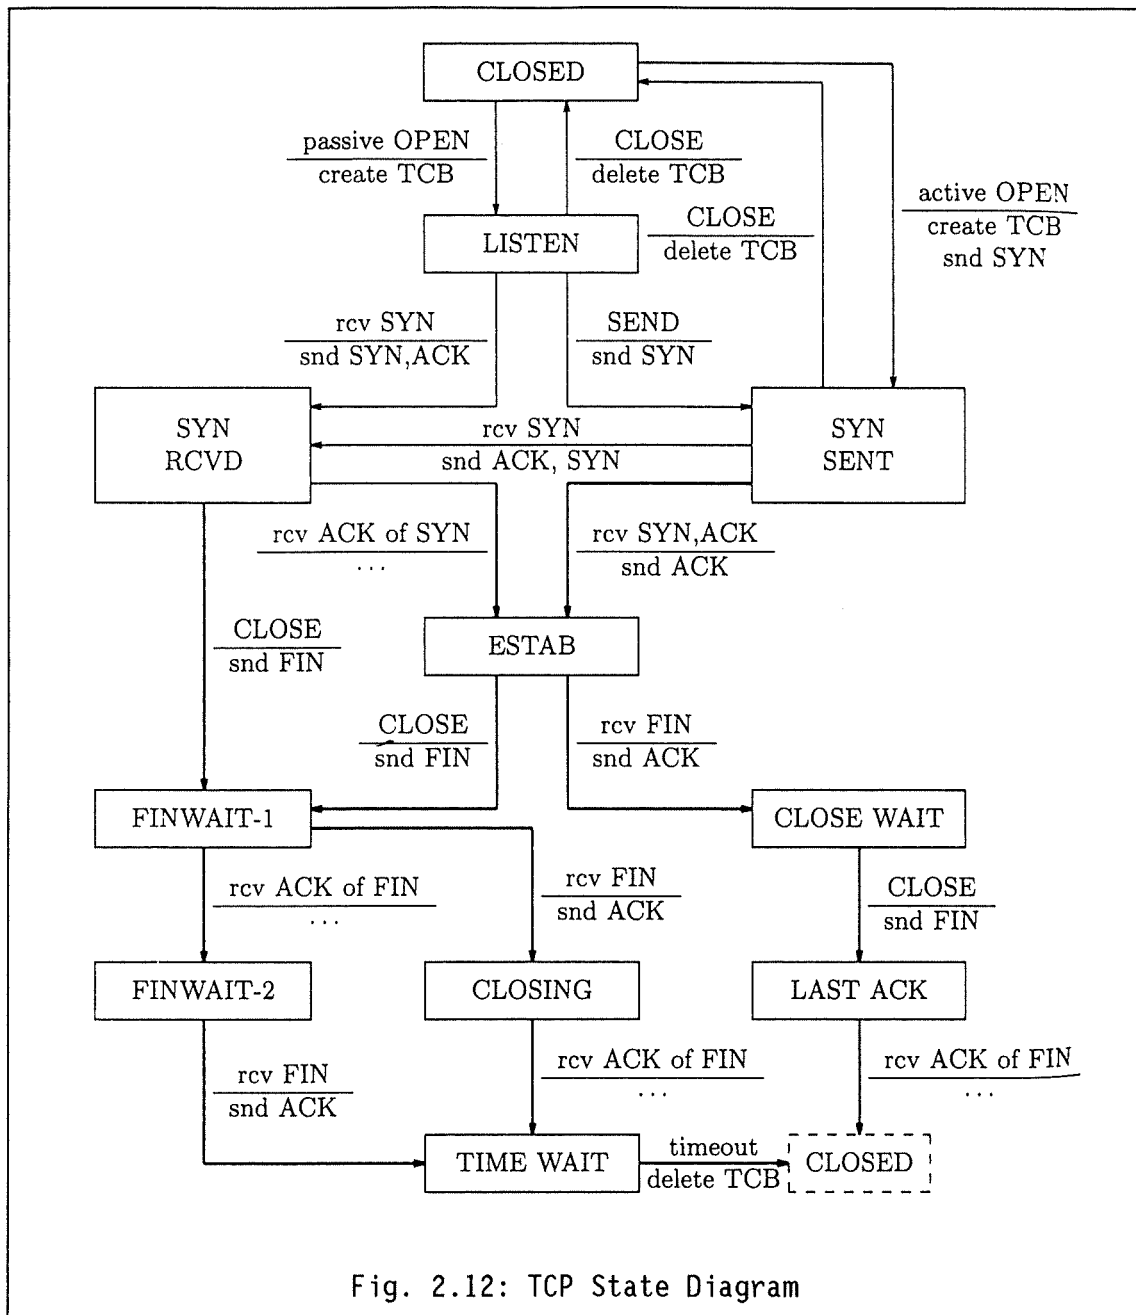 CLOSED
passive OPEN
create TCB
CLOSE
delete TCB
active OPEN
create TCB
snd SYN
LISTEN
CLOSE
delete TCB
rcv SYN
snd SYN,ACK
SEND
snd SYN
SYN
RCVD
rcv SYN
snd ACK, SYN
SYN
SENT
rcv ACK of SYN
...
rcv SYN,ACK
snd ACK
CLOSE
snd FIN
ESTAB
CLOSE
snd FIN
rcv FIN
snd ACK
FINWAIT-1
CLOSE WAIT
rcv ACK of FIN
...
rcv FIN
snd ACK
CLOSE
snd FIN
FINWAIT-2
CLOSING
LAST ACK
rcv FIN
snd ACK
rcv ACK of FIN
...
rcv ACK of FIN
...
TIME WAIT
timeout
delete TCB
CLOSED
Fig. 2.12: TCP State Diagram